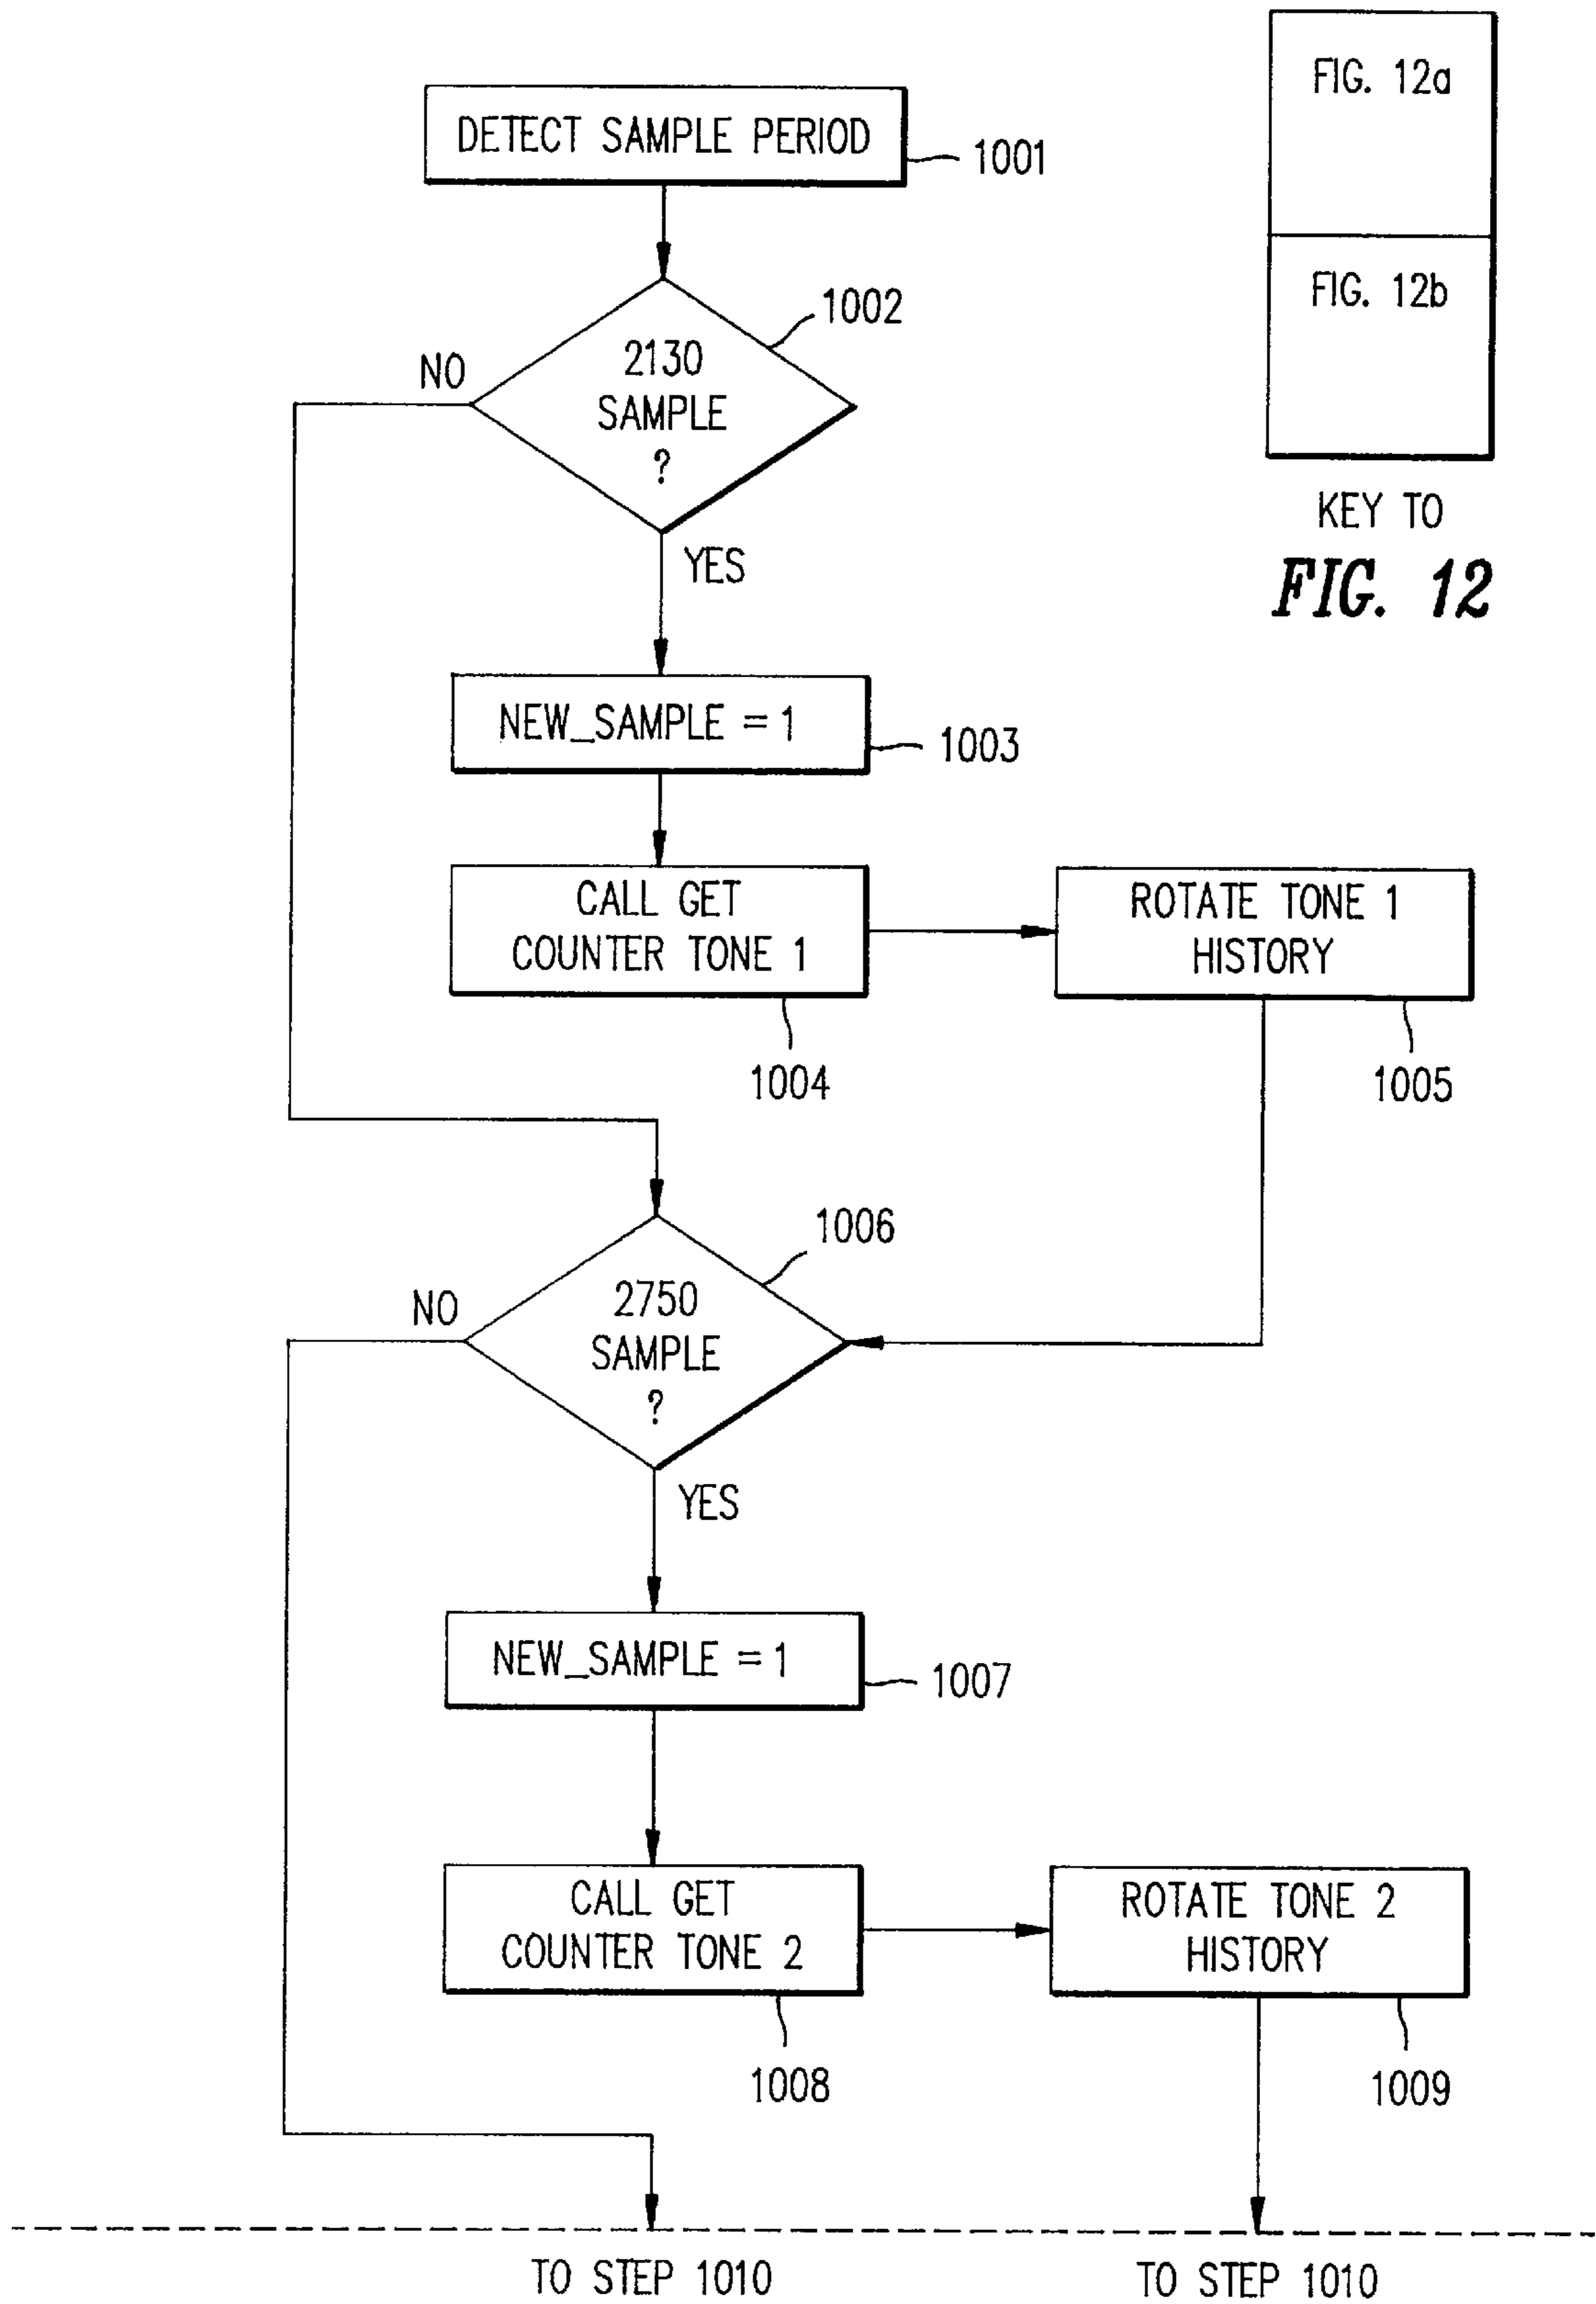 FIG. 12a
DETECT SAMPLE PERIOD
1001
FIG. 12b
1002
NO
2130
SAMPLE
?
KEY TO
FIG. 12
YES
NEW_SAMPLE = 1
1003
CALL GET
COUNTER TONE 1
1004
ROTATE TONE 1
HISTORY
1005
1006
NO
2750
SAMPLE
?
YES
NEW_SAMPLE = 1
1007
CALL GET
COUNTER TONE 2
1008
ROTATE TONE 2
HISTORY
1009
TO STEP 1010
TO STEP 1010